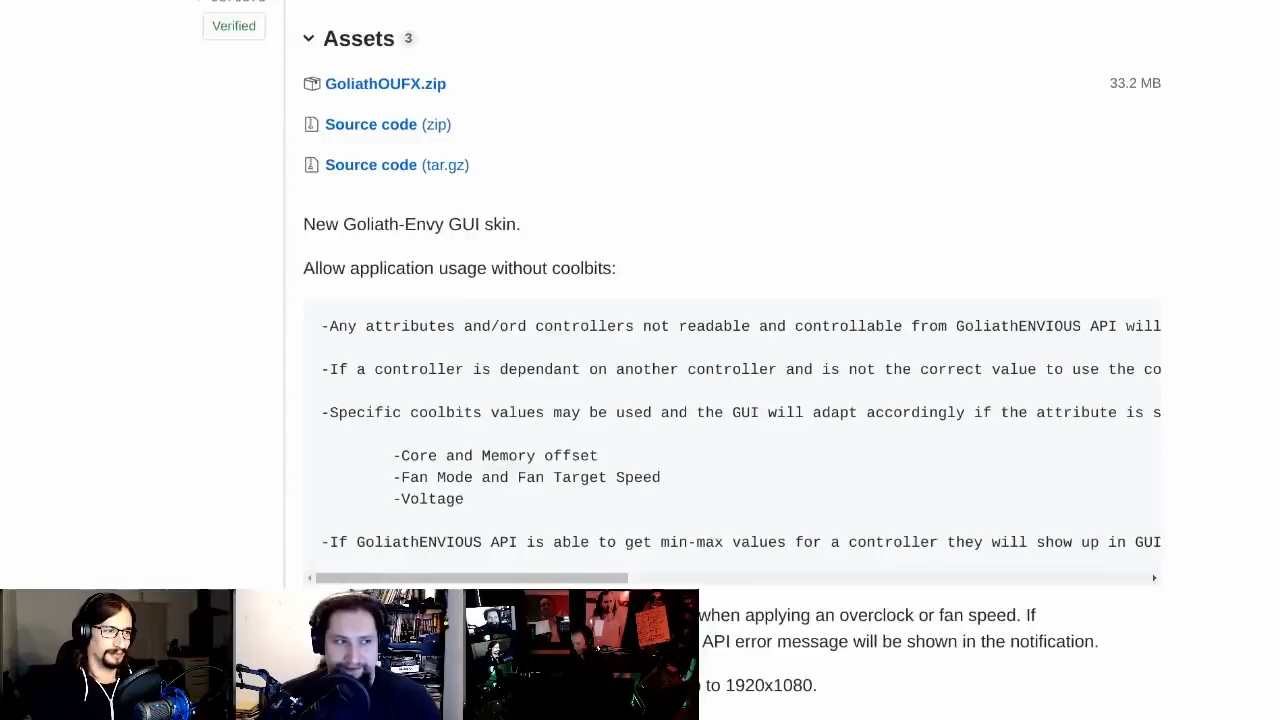 Verified
Assets 3
GoliathOUFX.zip 33.2 MB
Source code (zip)
Source code (tar.gz)
New Goliath-Envy GUI skin.
Allow application usage without coolbits:
-Any attributes and/ord controllers not readable and controllable from GoliathENVIOUS API will
-If a controller is dependant on another controller and is not the correct value to use the co
-Specific coolbits values may be used and the GUI will adapt accordingly if the attribute is s
-Core and Memory offset
-Fan Mode and Fan Target Speed
-Voltage
-If GoliathENVIOUS API is able to get min-max values for a controller they will show up in GUI
when applying an overclock or fan speed. If
API error message will be shown in the notification.
to 1920x1080.